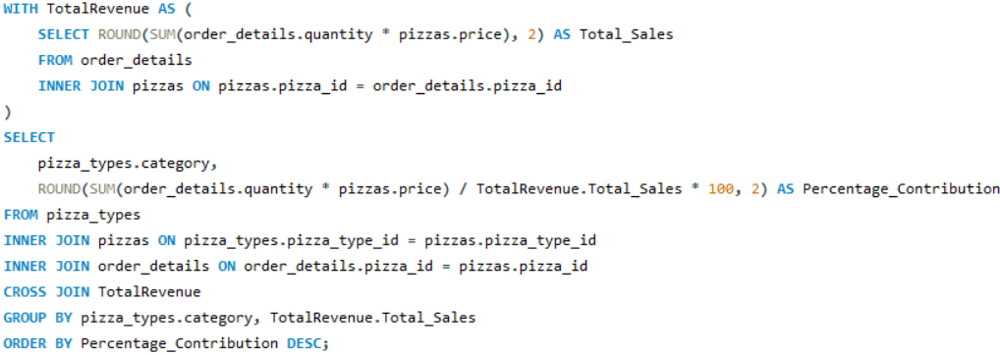 WITH TotalRevenue AS (
    SELECT ROUND(SUM(order_details.quantity * pizzas.price), 2) AS Total_Sales
    FROM order_details
    INNER JOIN pizzas ON pizzas.pizza_id = order_details.pizza_id
)
SELECT
    pizza_types.category,
    ROUND(SUM(order_details.quantity * pizzas.price) / TotalRevenue.Total_Sales * 100, 2) AS Percentage_Contribution
FROM pizza_types
INNER JOIN pizzas ON pizza_types.pizza_type_id = pizzas.pizza_type_id
INNER JOIN order_details ON order_details.pizza_id = pizzas.pizza_id
CROSS JOIN TotalRevenue
GROUP BY pizza_types.category, TotalRevenue.Total_Sales
ORDER BY Percentage_Contribution DESC;